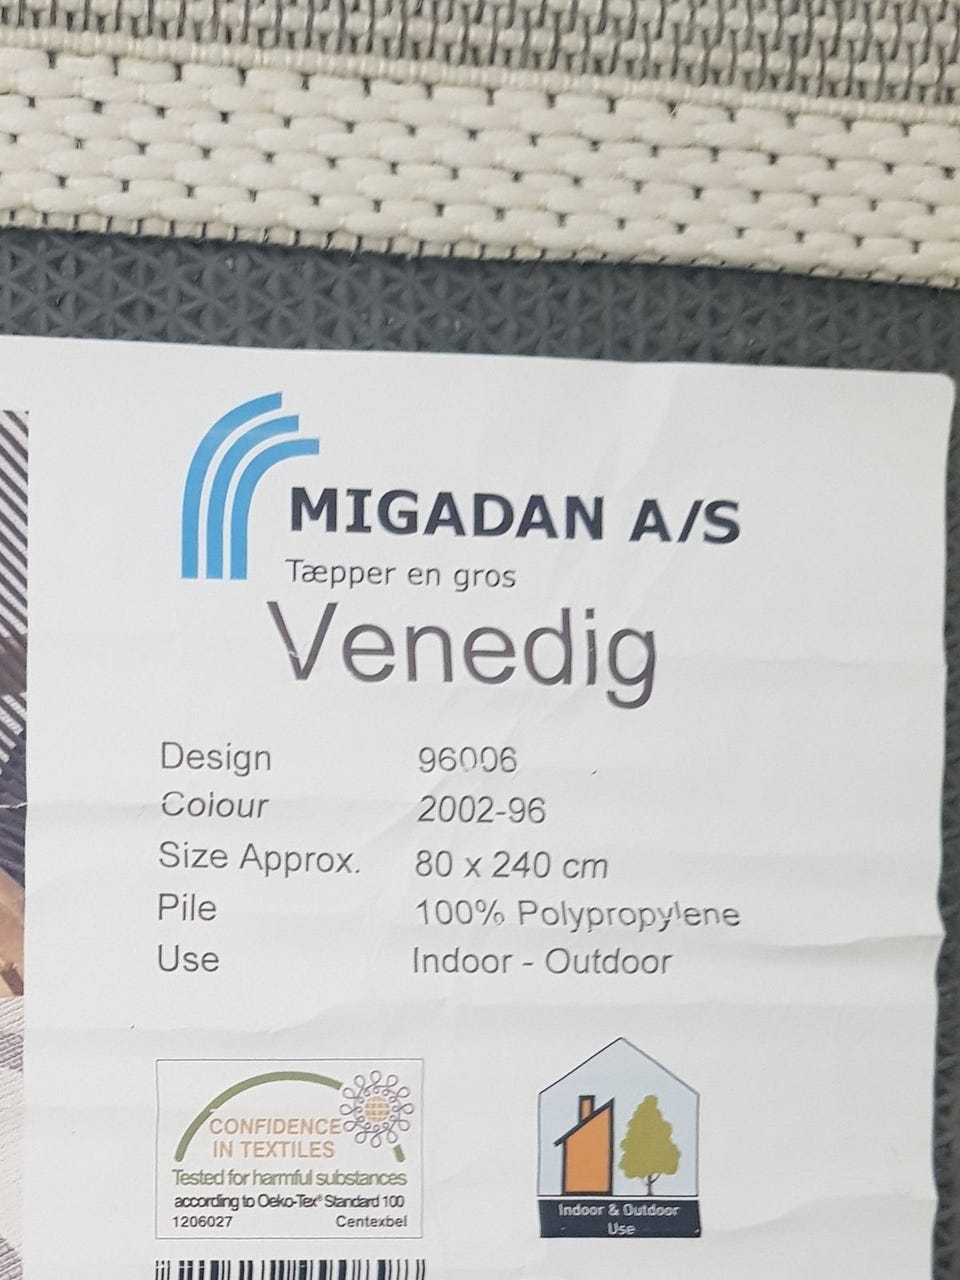 MIGADAN A/S
Tæpper en gros
Venedig
Design 96006
Colour 2002-96
Size Approx. 80 x 240 cm
Pile 100% Polypropylene
Use Indoor - Outdoor
CONFIDENCE
IN TEXTILES
Tested for harmful substances
according to Oeko-Tex® Standard 100
1206027 Centexbel
Indoor & Outdoor
Use